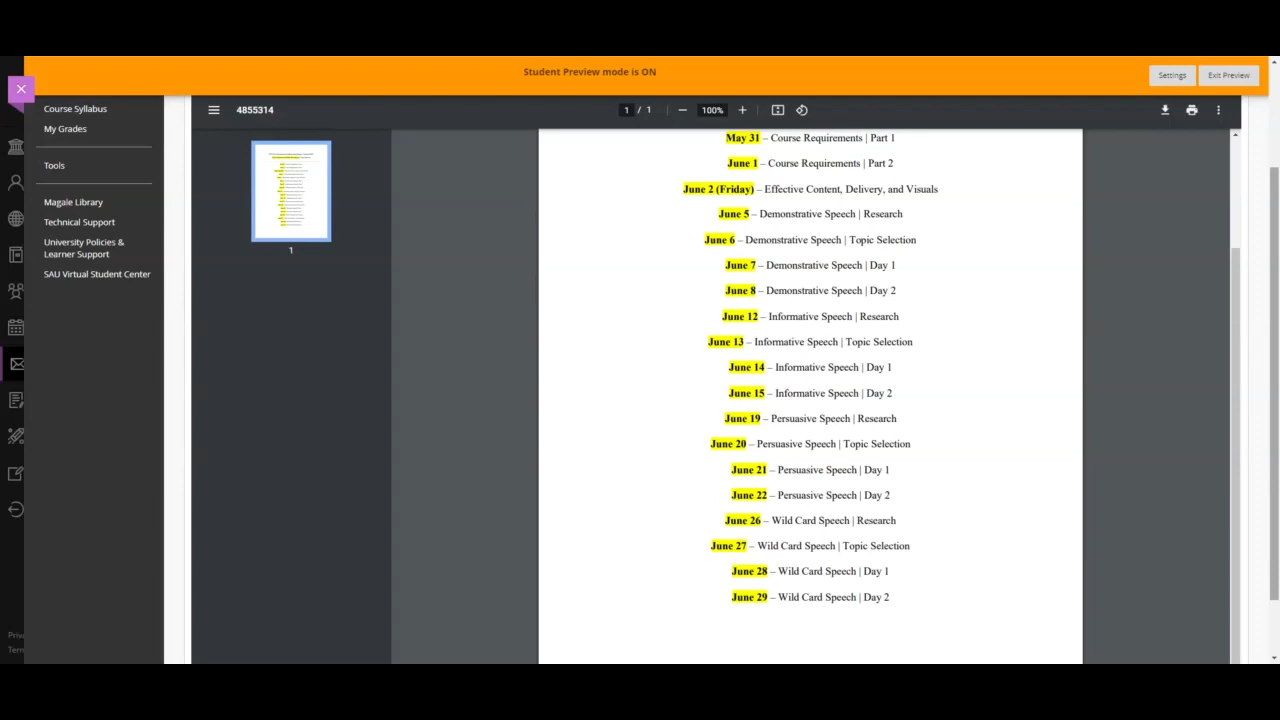 Student Preview mode is ON
Settings
Exit Preview
Course Syllabus
My Grades
Tools
Magale Library
Technical Support
University Policies &
Learner Support
SAU Virtual Student Center
4855314
1 / 1
100%
1
May 31 – Course Requirements | Part 1
June 1 – Course Requirements | Part 2
June 2 (Friday) – Effective Content, Delivery, and Visuals
June 5 – Demonstrative Speech | Research
June 6 – Demonstrative Speech | Topic Selection
June 7 – Demonstrative Speech | Day 1
June 8 – Demonstrative Speech | Day 2
June 12 – Informative Speech | Research
June 13 – Informative Speech | Topic Selection
June 14 – Informative Speech | Day 1
June 15 – Informative Speech | Day 2
June 19 – Persuasive Speech | Research
June 20 – Persuasive Speech | Topic Selection
June 21 – Persuasive Speech | Day 1
June 22 – Persuasive Speech | Day 2
June 26 – Wild Card Speech | Research
June 27 – Wild Card Speech | Topic Selection
June 28 – Wild Card Speech | Day 1
June 29 – Wild Card Speech | Day 2